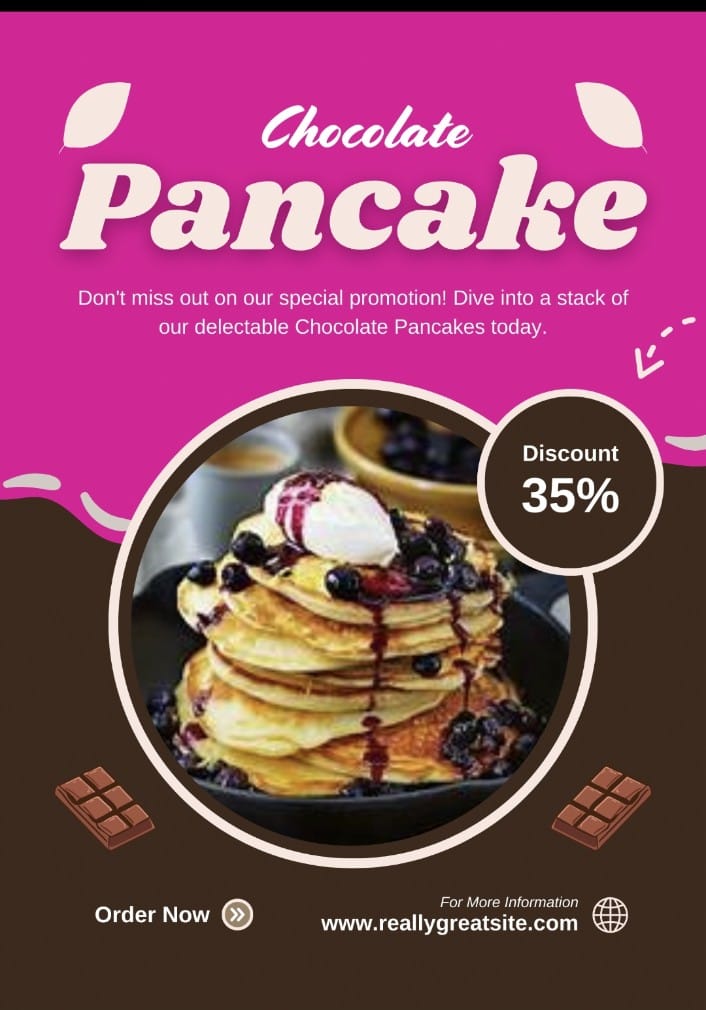 Chocolate
Pancake
Don't miss out on our special promotion! Dive into a stack of
our delectable Chocolate Pancakes today.
Discount
35%
Order Now
For More Information
www.reallygreatsite.com